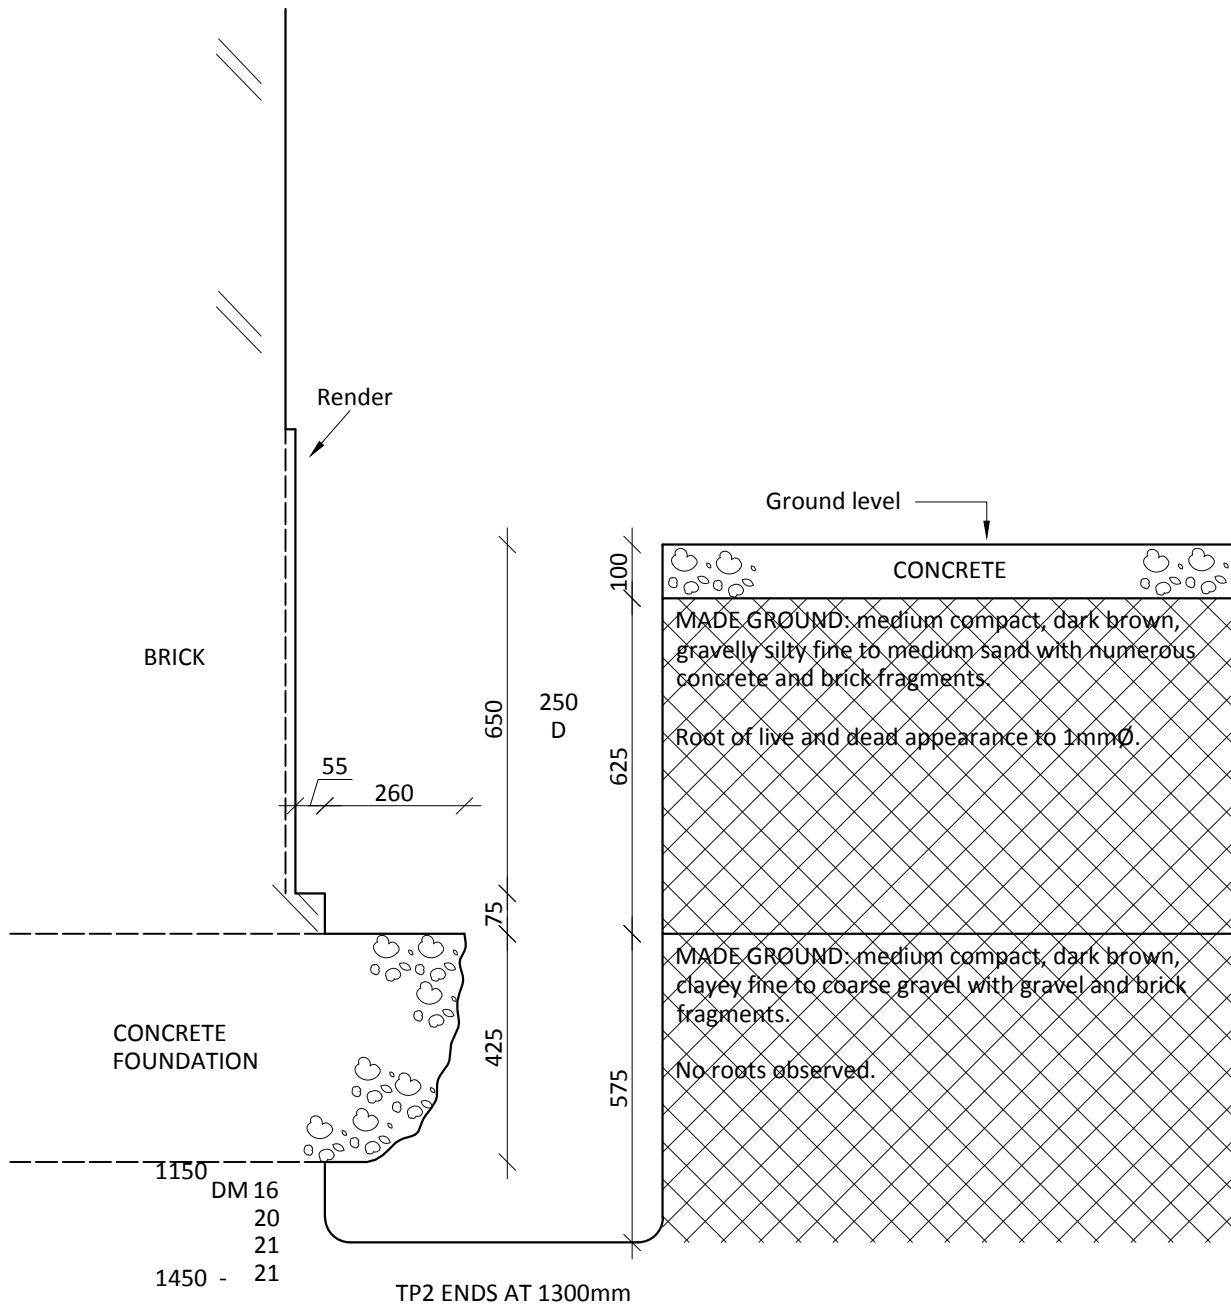 Render
Ground level
100
CONCRETE
MADE GROUND: medium compact, dark brown,
gravelly silty fine to medium sand with numerous
concrete and brick fragments.
Root of live and dead appearance to 1mmØ.
BRICK
650
250
D
625
55
260
75
MADE GROUND: medium compact, dark brown,
clayey fine to coarse gravel with gravel and brick
fragments.
No roots observed.
CONCRETE
FOUNDATION
425
575
1150
DM 16
20
21
1450 - 21
TP2 ENDS AT 1300mm